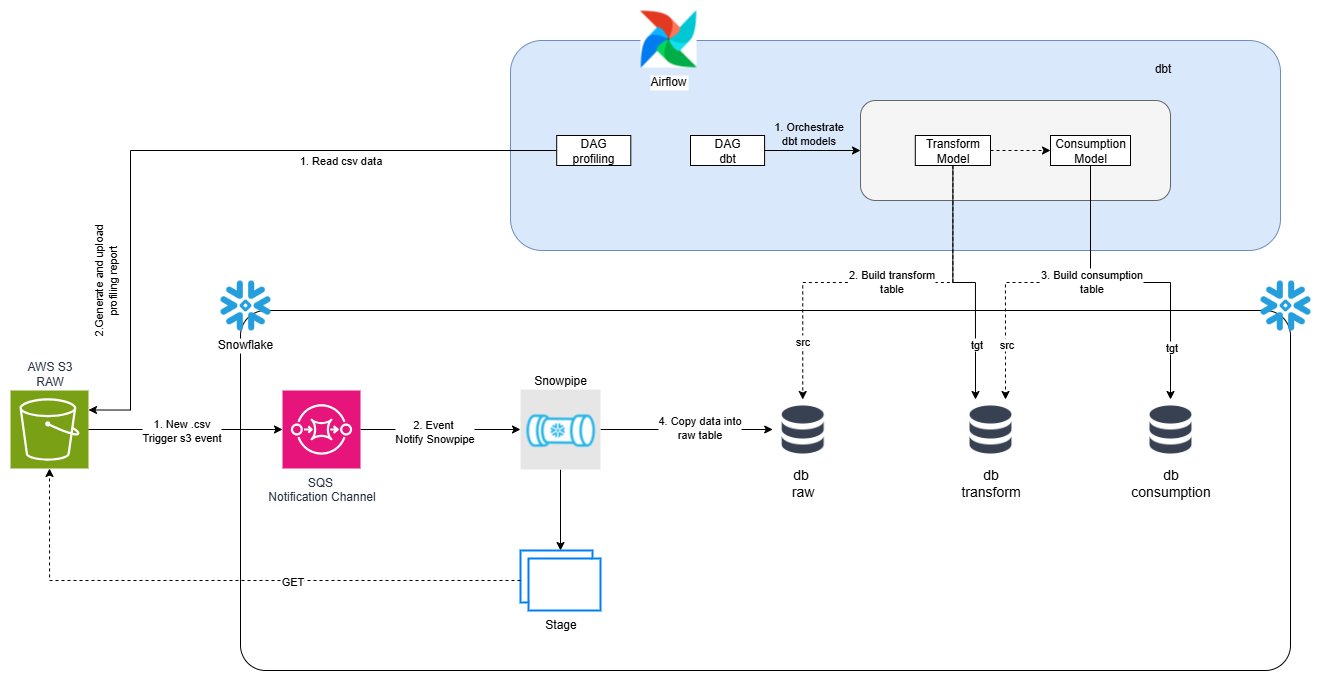 Airflow
dbt
DAG
profiling
DAG
dbt
1. Orchestrate
dbt models
Transform
Model
Consumption
Model
1. Read csv data
2.Generate and upload
profiling report
2. Build transform
table
3. Build consumption
table
Snowflake
src
tgt
src
tgt
AWS S3
RAW
1. New .csv
Trigger s3 event
SQS
Notification Channel
2. Event
Notify Snowpipe
Snowpipe
4. Copy data into
raw table
db
raw
db
transform
db
consumption
GET
Stage